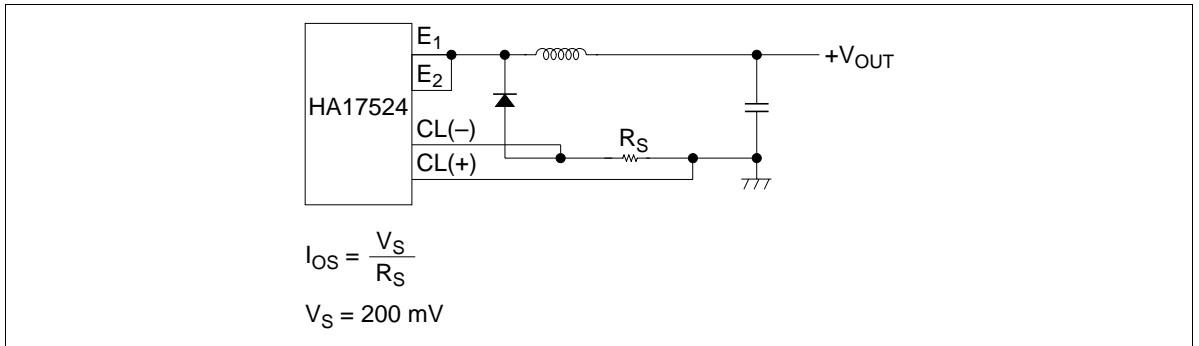 E1
E2
+VOUT
HA17524
CL(–)
RS
CL(+)
IOS = VS / RS
VS = 200 mV